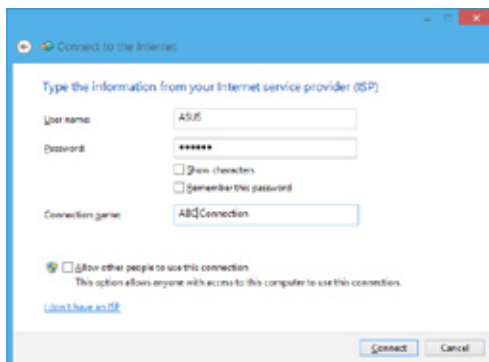 Connect to the Internet
Type the information from your Internet service provider (ISP)
User name: ASUS
Password: ••••••
Show characters
Remember this password
Connection name: ABC Connection
Allow other people to use this connection
This option allows anyone with access to this computer to use this connection.
I don't have an ISP
Connect Cancel